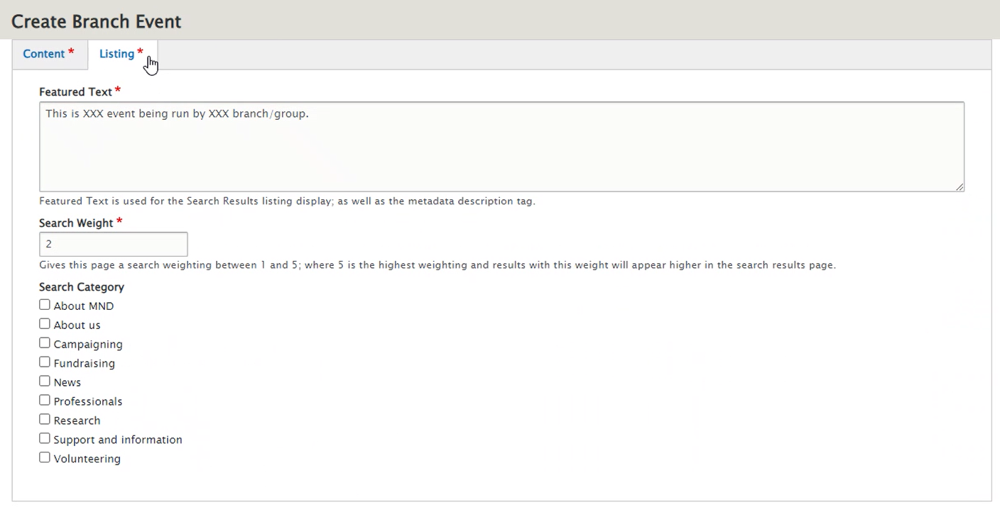 Create Branch Event
Content * Listing *
Featured Text *
This is XXX event being run by XXX branch/group.
Featured Text is used for the Search Results listing display; as well as the metadata description tag.
Search Weight *
2
Gives this page a search weighting between 1 and 5; where 5 is the highest weighting and results with this weight will appear higher in the search results page.
Search Category
About MND
About us
Campaigning
Fundraising
News
Professionals
Research
Support and information
Volunteering